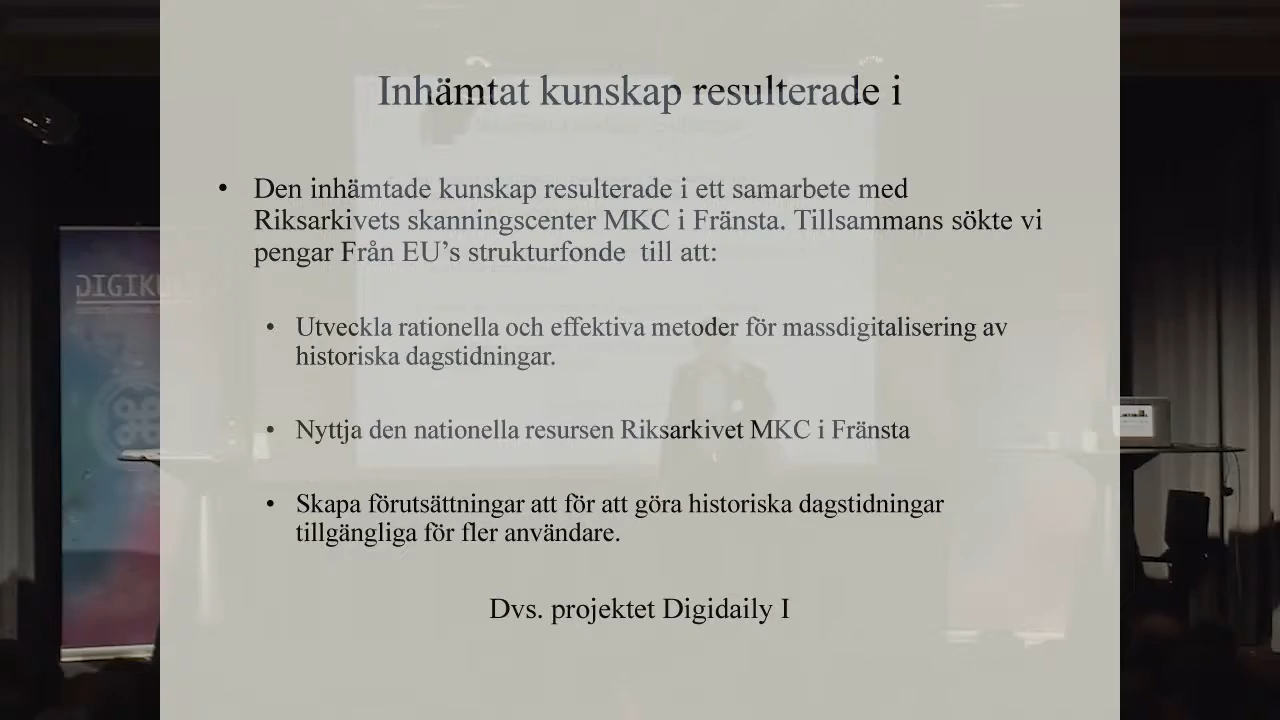 Inhämtat kunskap resulterade i
• Den inhämtade kunskap resulterade i ett samarbete med
Riksarkivets skanningscenter MKC i Fränsta. Tillsammans sökte vi
pengar Från EU’s strukturfonde till att:
• Utveckla rationella och effektiva metoder för massdigitalisering av
historiska dagstidningar.
• Nyttja den nationella resursen Riksarkivet MKC i Fränsta
• Skapa förutsättningar att för att göra historiska dagstidningar
tillgängliga för fler användare.
Dvs. projektet Digidaily I